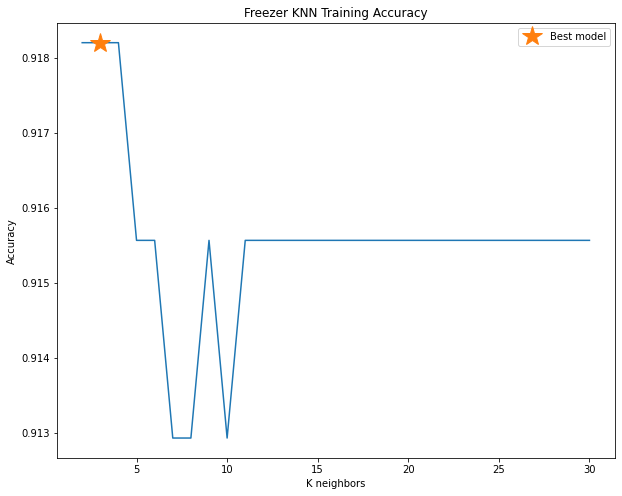 Freezer KNN Training Accuracy
Best model
0.918
0.917
0.916
0.915
0.914
0.913
Accuracy
5 10 15 20 25 30
K neighbors